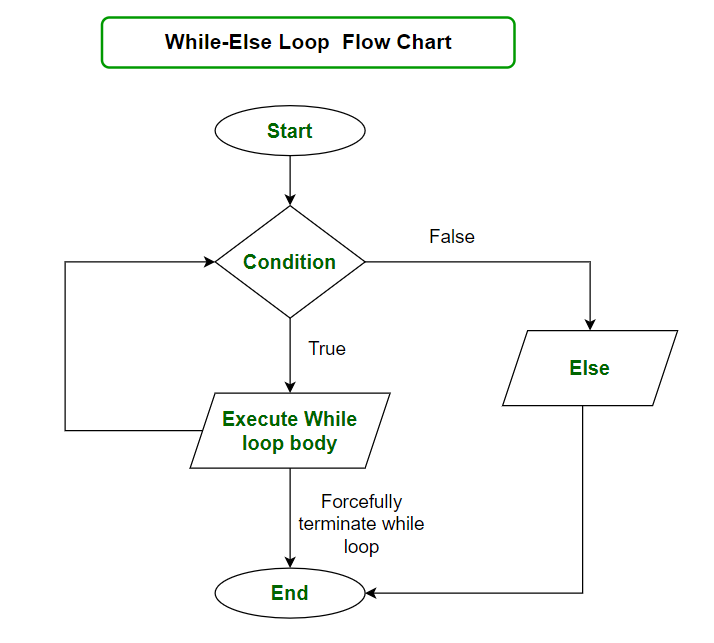 While-Else Loop  Flow Chart
Start
Condition
False
True
Else
Execute While
loop body
Forcefully
terminate while
loop
End